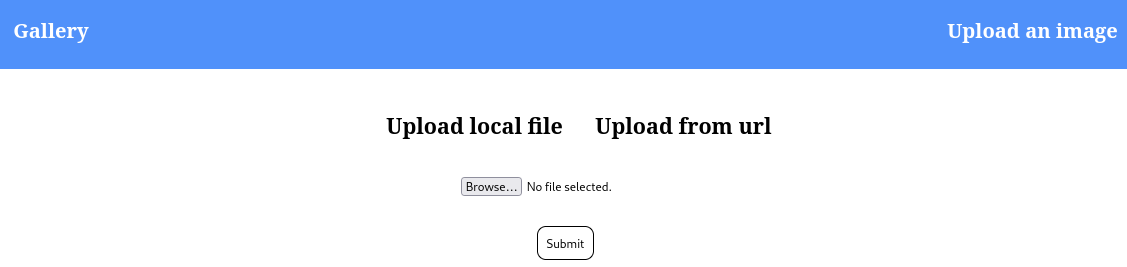 Gallery Upload an image
Upload local file Upload from url
Browse... No file selected.
Submit